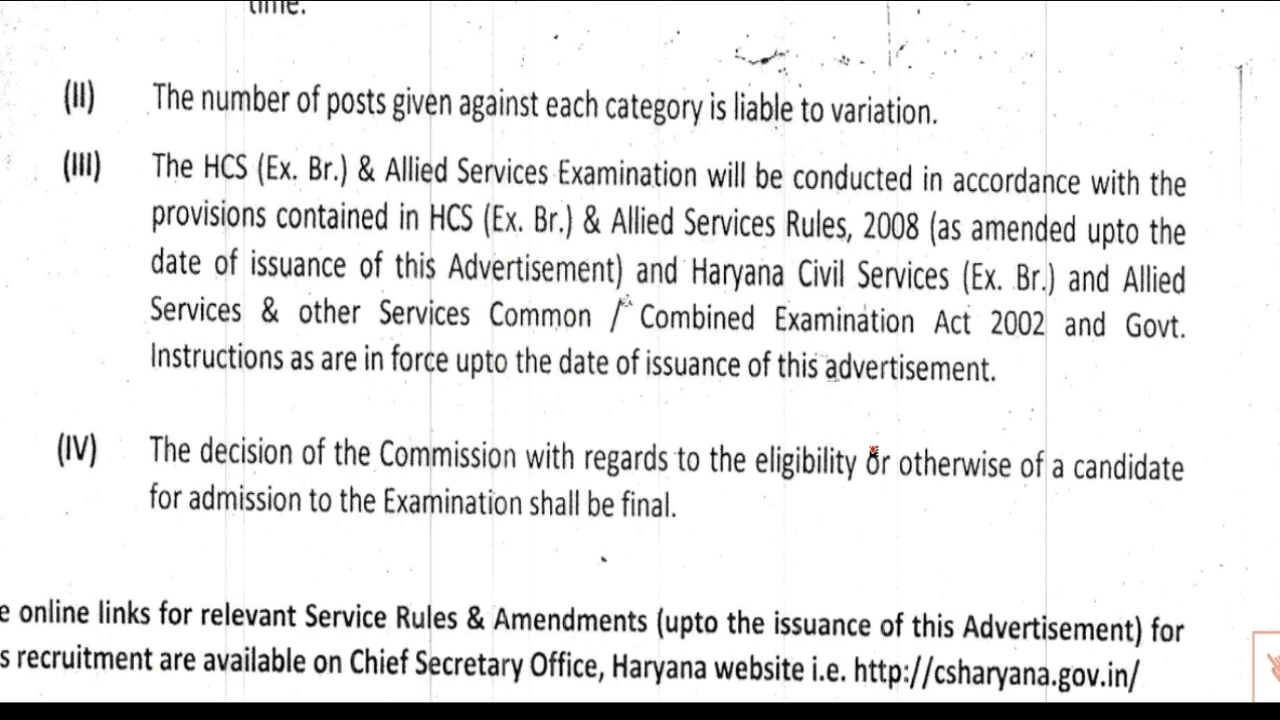 time.
(II) The number of posts given against each category is liable to variation.
(III) The HCS (Ex. Br.) & Allied Services Examination will be conducted in accordance with the
provisions contained in HCS (Ex. Br.) & Allied Services Rules, 2008 (as amended upto the
date of issuance of this Advertisement) and Haryana Civil Services (Ex. Br.) and Allied
Services & other Services Common / Combined Examination Act 2002 and Govt.
Instructions as are in force upto the date of issuance of this advertisement.
(IV) The decision of the Commission with regards to the eligibility or otherwise of a candidate
for admission to the Examination shall be final.
e online links for relevant Service Rules & Amendments (upto the issuance of this Advertisement) for
s recruitment are available on Chief Secretary Office, Haryana website i.e. http://csharyana.gov.in/